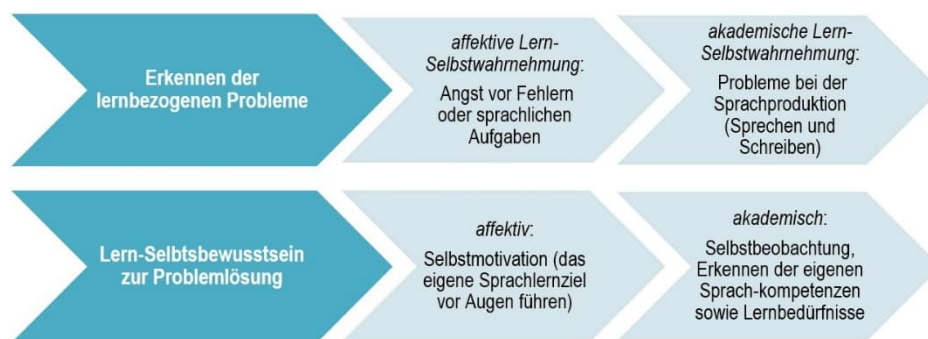 Erkennen der
lernbezogenen Probleme
affektive Lern-
Selbstwahrnehmung:
Angst vor Fehlern
oder sprachlichen
Aufgaben
akademische Lern-
Selbstwahrnehmung:
Probleme bei der
Sprachproduktion
(Sprechen und
Schreiben)
Lern-Selbtsbewusstsein
zur Problemlösung
affektiv:
Selbstmotivation (das
eigene Sprachlernziel
vor Augen führen)
akademisch:
Selbstbeobachtung,
Erkennen der eigenen
Sprach-kompetenzen
sowie Lernbedürfnisse